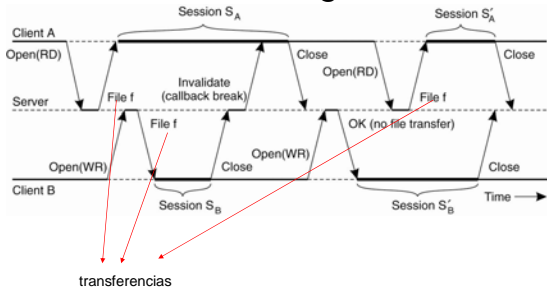 Session S_A
Session S'_A
Client A
Open(RD)
Close
Open(RD)
Close
Invalidate
(callback break)
File f
File f
Server
File f
OK (no file transfer)
Open(WR)
Close
Open(WR)
Close
Client B
Session S_B
Session S'_B
Time
transferencias